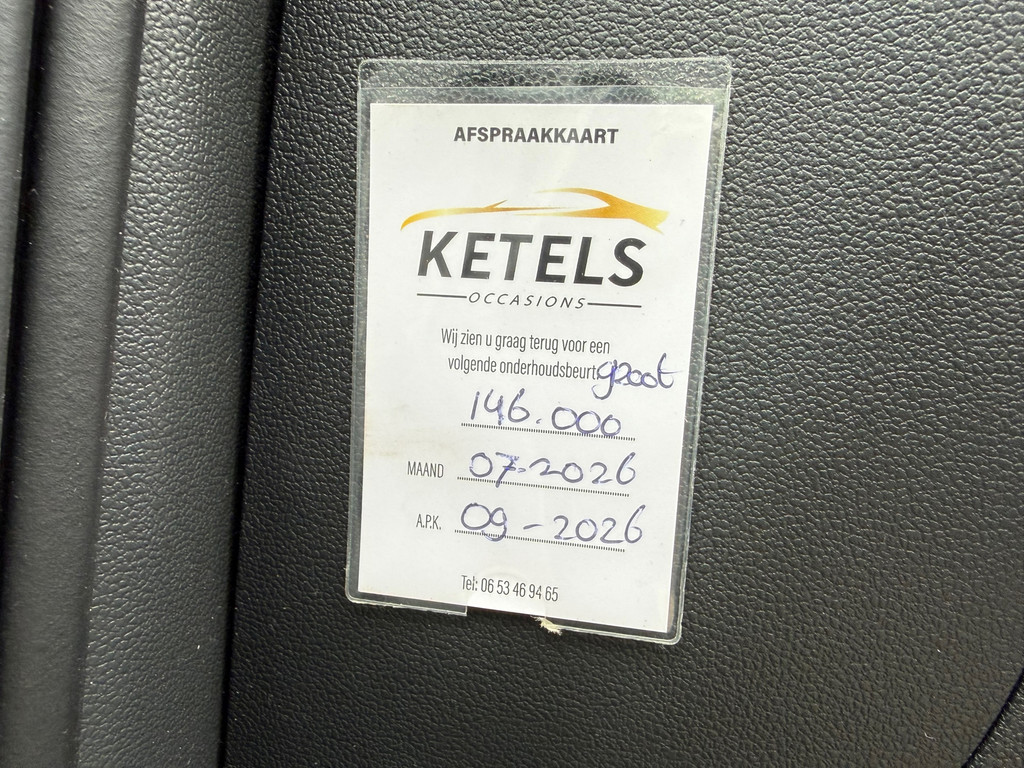 AFSPRAAKKAART
KETELS
OCCASIONS
Wij zien u graag terug voor een
volgende onderhoudsbeurt. groot
146.000
MAAND 07-2026
A.P.K. 09-2026
Tel: 06 53 46 94 65